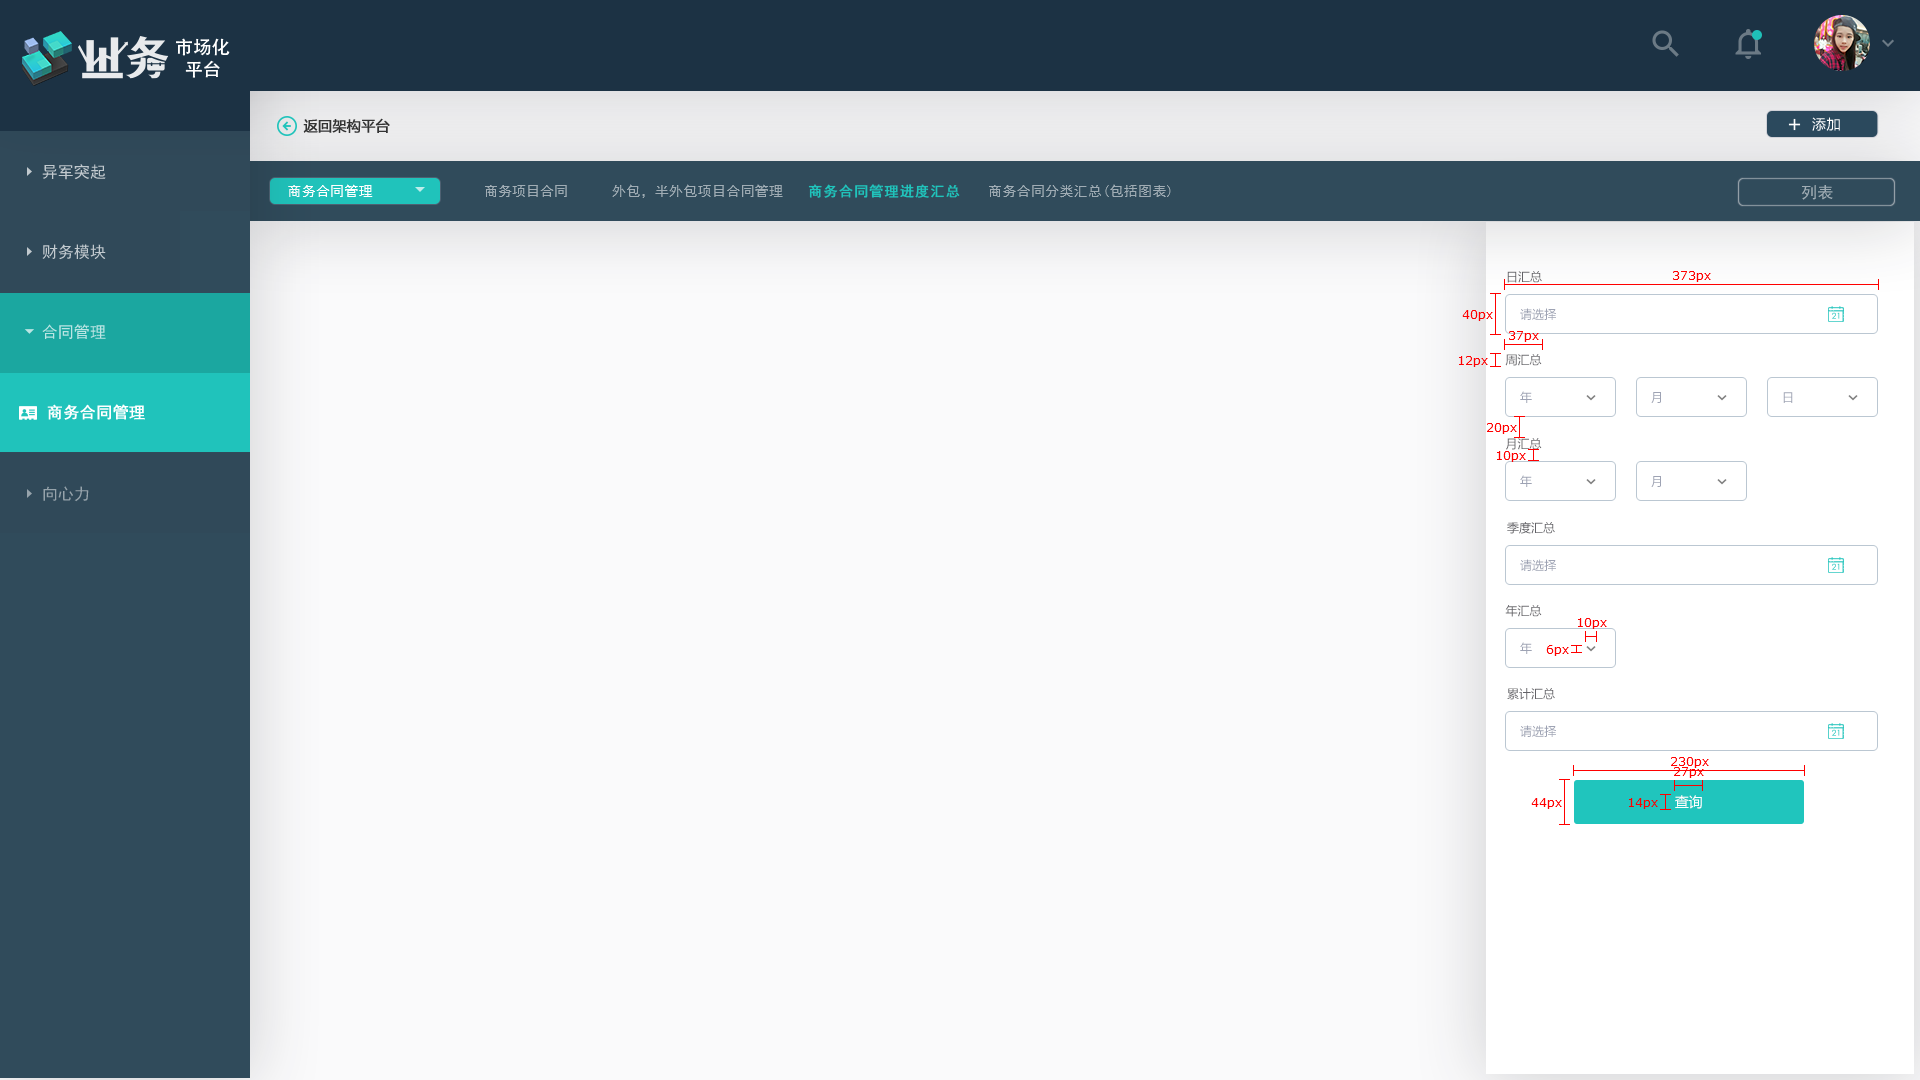 业务 市场化
平台
返回架构平台
+ 添加
商务合同管理
商务项目合同
外包，半外包项目合同管理
商务合同管理进度汇总
商务合同分类汇总(包括图表)
列表
异军突起
财务模块
合同管理
商务合同管理
向心力
日汇总
373px
40px
请选择
21
37px
12px
周汇总
年
月
日
20px
月汇总
10px
年
月
季度汇总
请选择
21
年汇总
10px
年
6px
累计汇总
请选择
21
230px
27px
44px
14px
查询